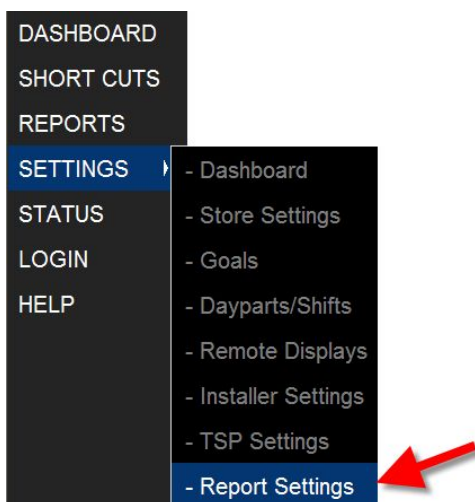 DASHBOARD
SHORT CUTS
REPORTS
SETTINGS
STATUS
LOGIN
HELP
- Dashboard
- Store Settings
- Goals
- Dayparts/Shifts
- Remote Displays
- Installer Settings
- TSP Settings
- Report Settings